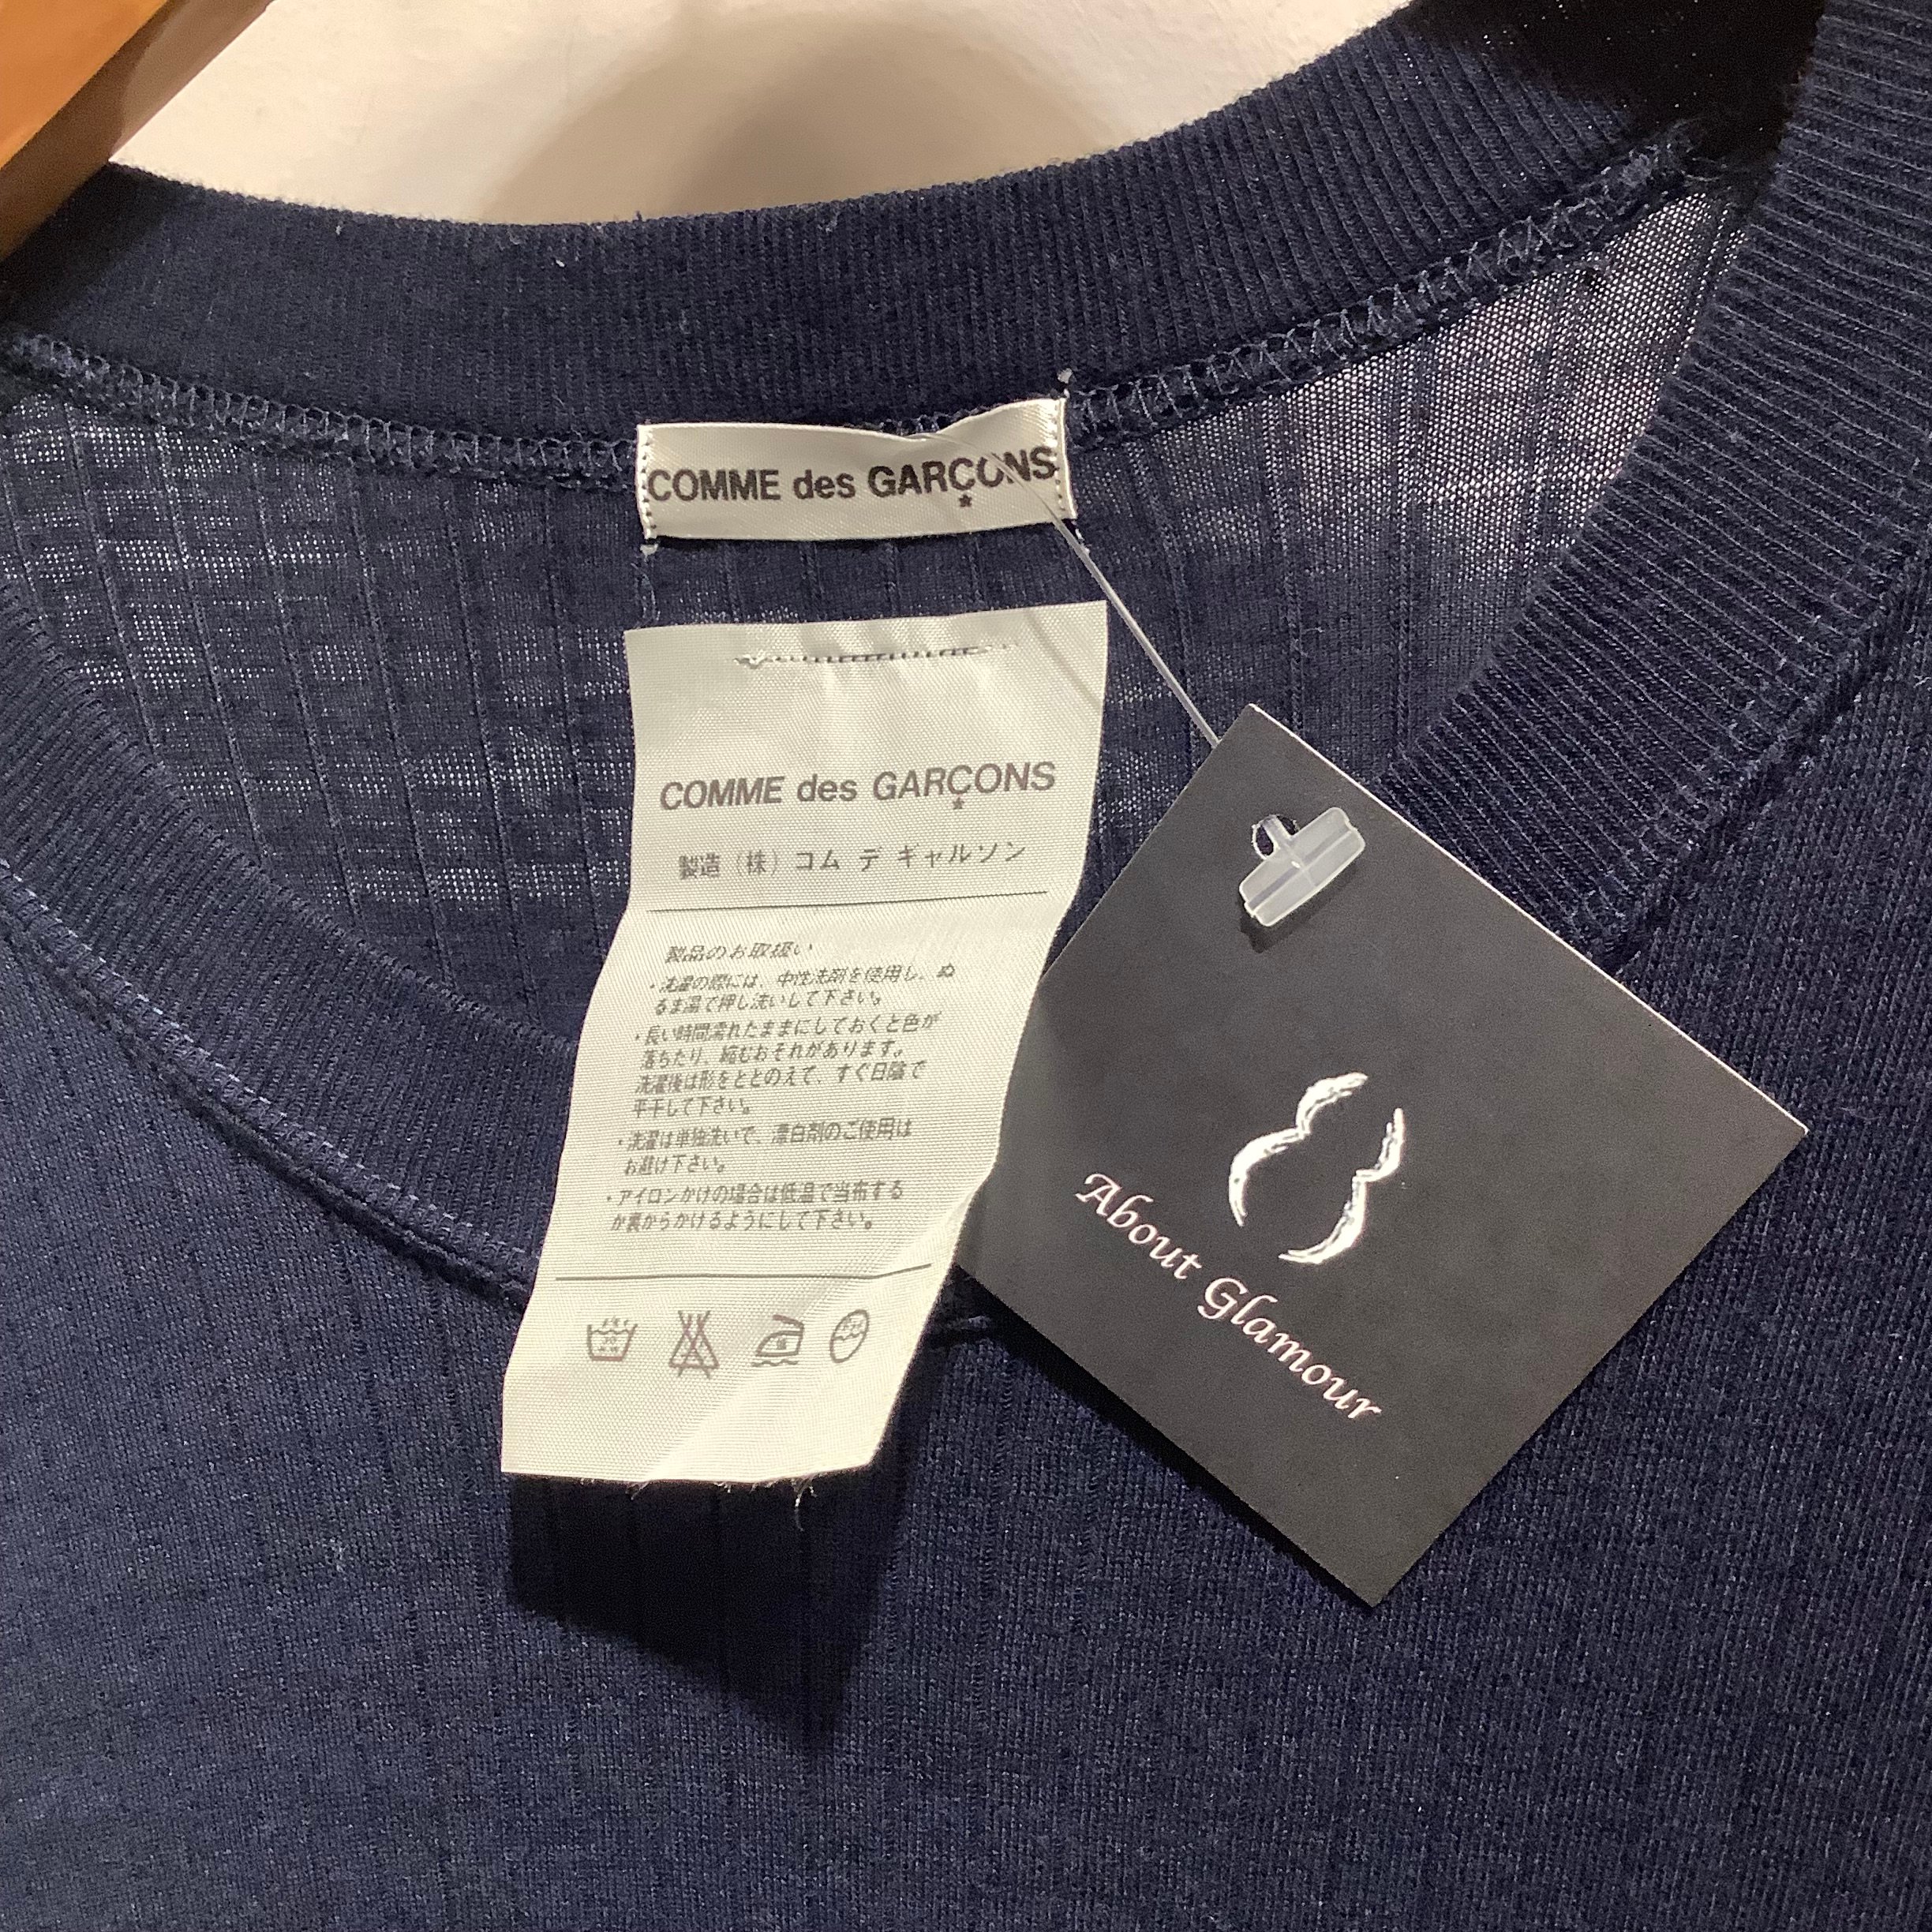 COMME des GARÇONS
COMME des GARÇONS
製造（株）コム デ ギャルソン
製品のお取扱い
・洗濯の際には、中性洗剤を使用し、ぬ
るま湯で押し洗いして下さい。
・長い時間濡れたままにしておくと色が
落ちたり、縮むおそれがあります。
洗濯後は形をととのえて、すぐ日陰で
平干して下さい。
・洗濯は単独洗いで、漂白剤のご使用は
お避け下さい。
・アイロンかけの場合は低温で当布する
か裏からかけるようにして下さい。
About Glamour